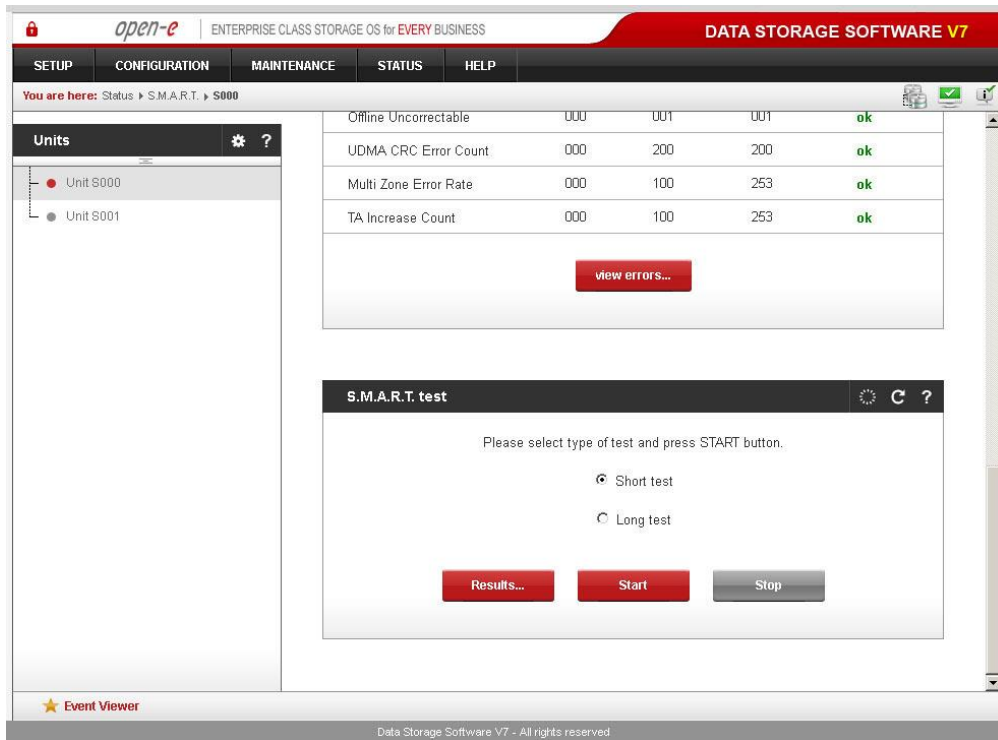 open-e ENTERPRISE CLASS STORAGE OS for EVERY BUSINESS DATA STORAGE SOFTWARE V7
SETUP CONFIGURATION MAINTENANCE STATUS HELP
You are here: Status S.M.A.R.T. S000
Units ?
Unit S000
Unit S001
Offline Uncorrectable 000 001 001 ok
UDMA CRC Error Count 000 200 200 ok
Multi Zone Error Rate 000 100 253 ok
TA Increase Count 000 100 253 ok
view errors...
S.M.A.R.T. test ?
Please select type of test and press START button.
Short test
Long test
Results... Start Stop
Event Viewer
Data Storage Software V7 - All rights reserved